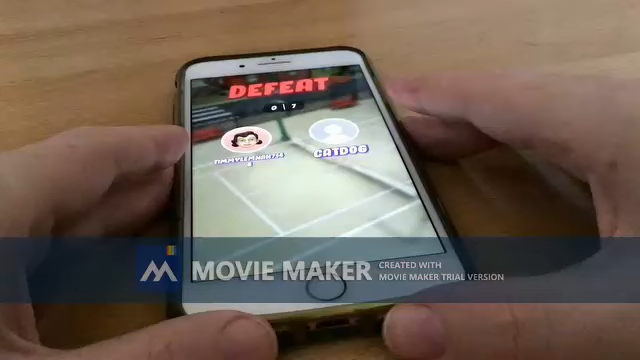 DEFEAT
0 | 7
CATDOG
MOVIE MAKER
CREATED WITH
MOVIE MAKER TRIAL VERSION